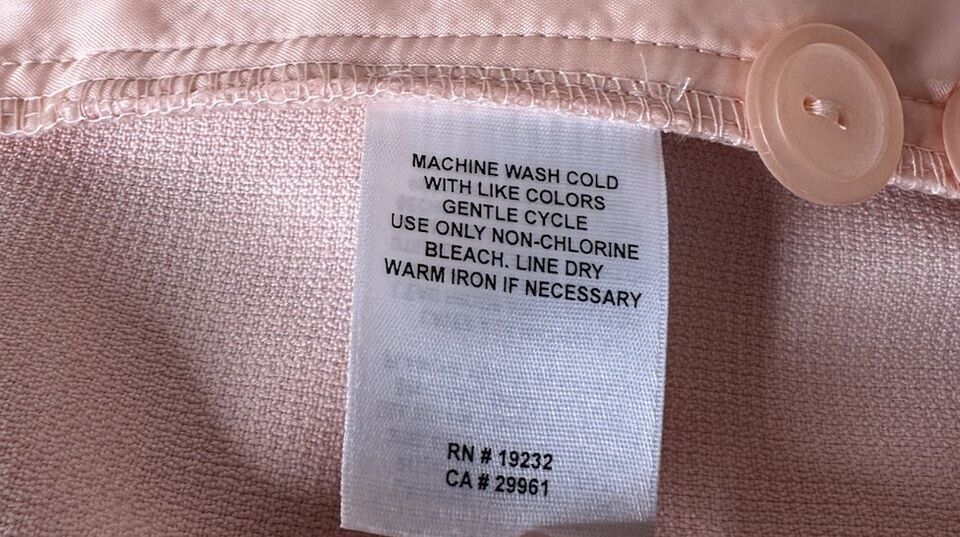 MACHINE WASH COLD
WITH LIKE COLORS
GENTLE CYCLE
USE ONLY NON-CHLORINE
BLEACH. LINE DRY
WARM IRON IF NECESSARY
RN # 19232
CA # 29961